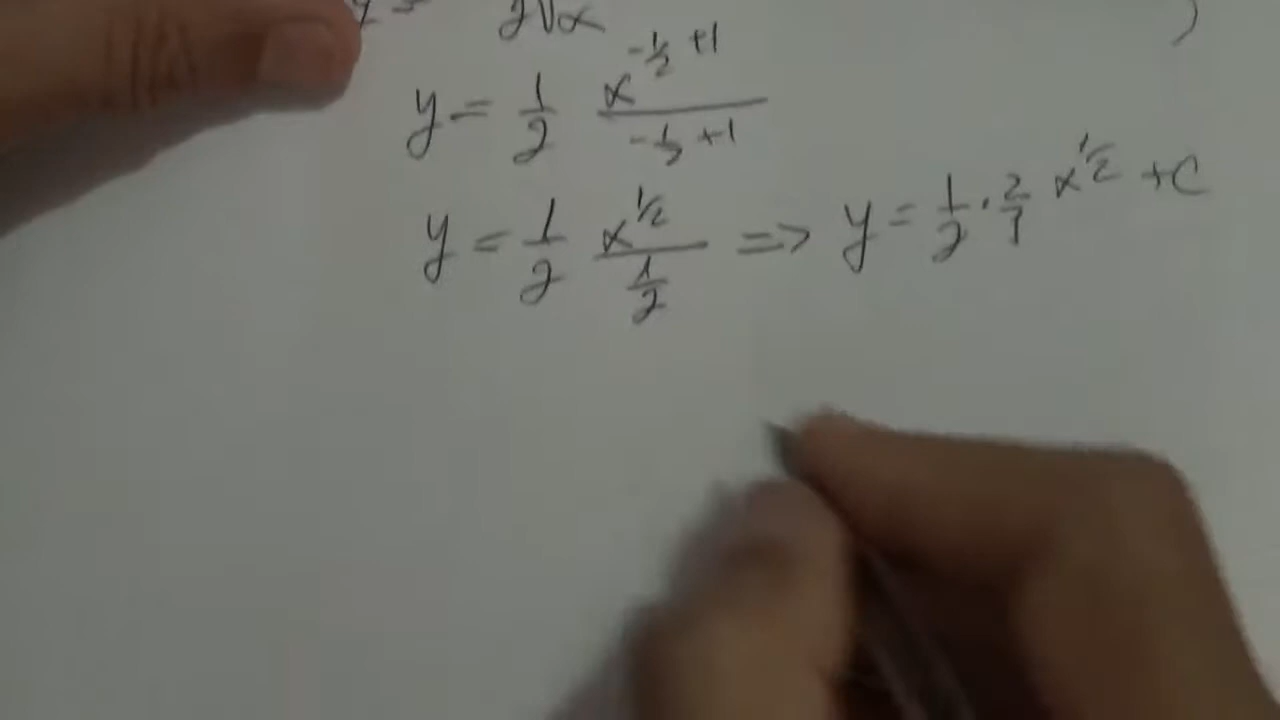 2√x
y = 1/2 x^(-1/2 + 1) / (-1/2 + 1)
y = 1/2 x^(1/2) / (1/2) => y = 1/2 · 2/1 x^(1/2) + C